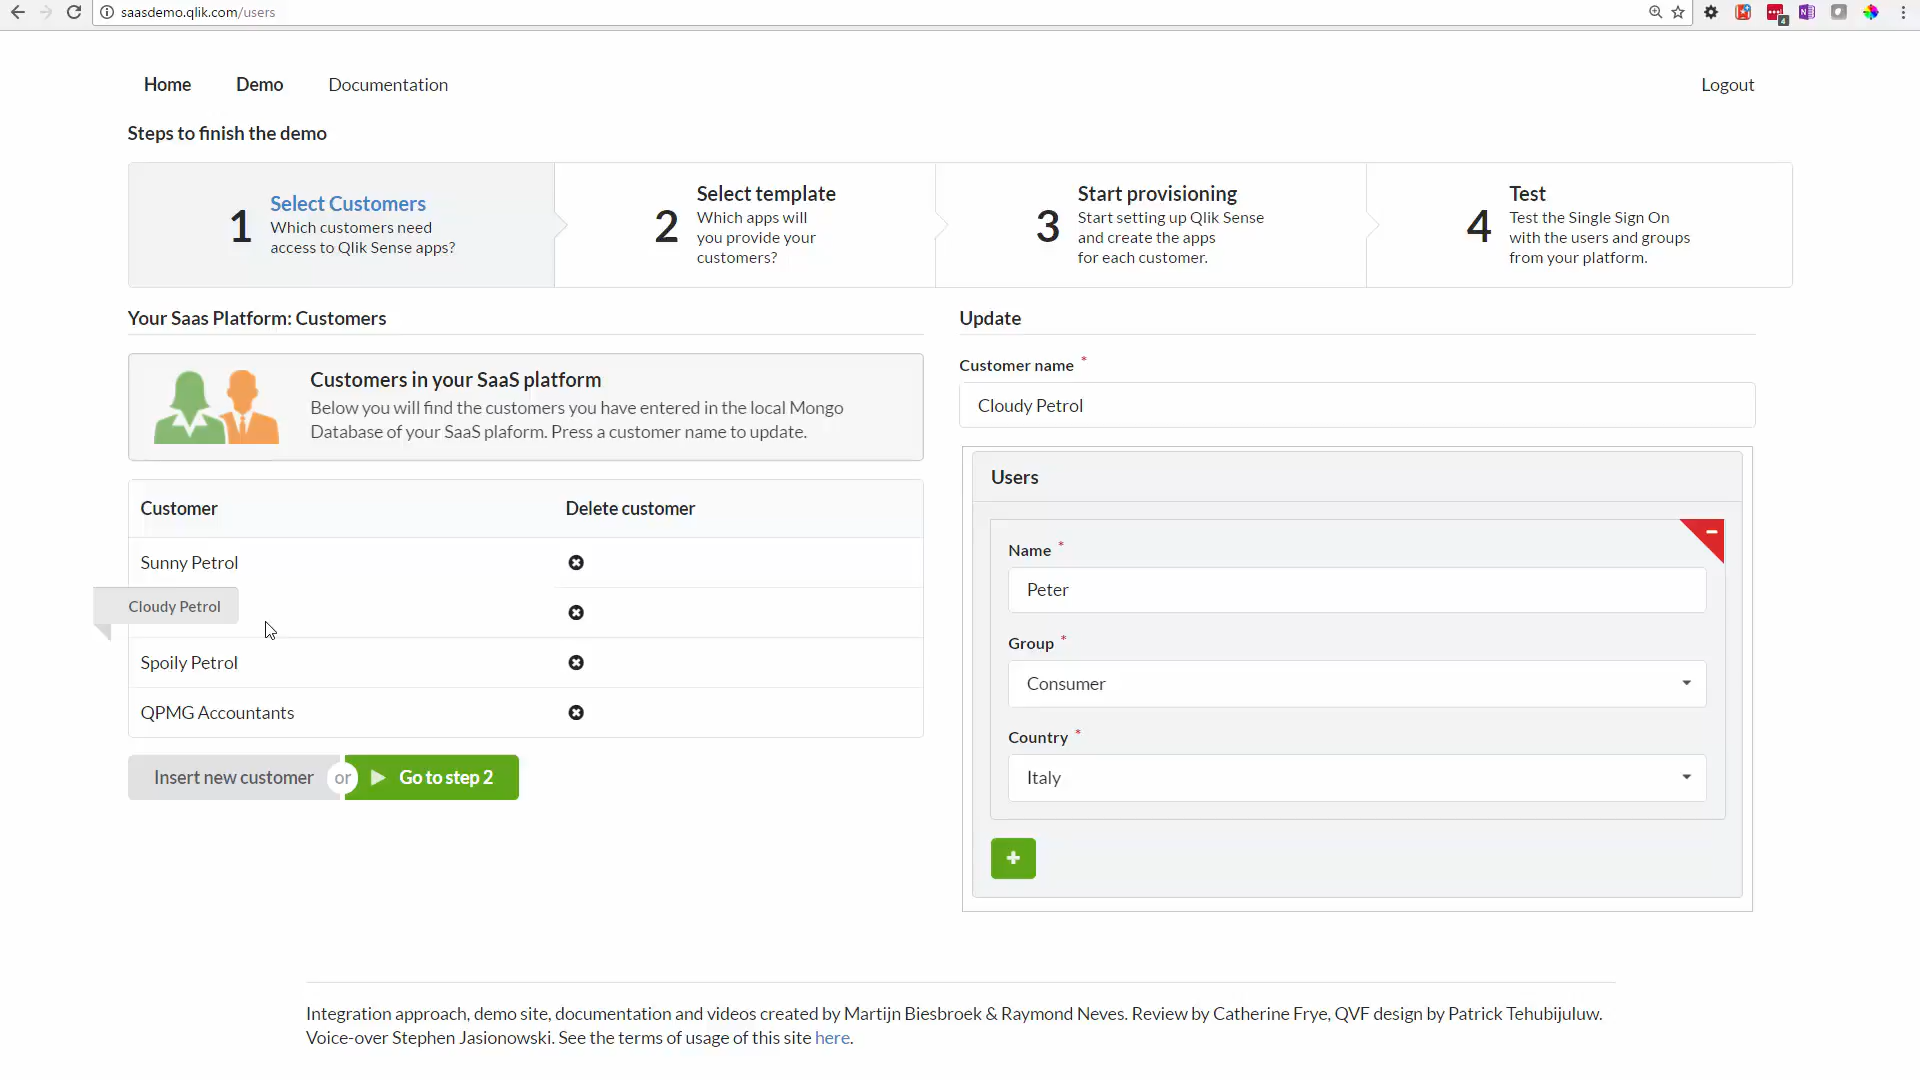 saasdemo.qlik.com/users
4
Home Demo Documentation Logout
Steps to finish the demo
1
Select Customers
Which customers need
access to Qlik Sense apps?
2
Select template
Which apps will
you provide your
customers?
3
Start provisioning
Start setting up Qlik Sense
and create the apps
for each customer.
4
Test
Test the Single Sign On
with the users and groups
from your platform.
Your Saas Platform: Customers
Customers in your SaaS platform
Below you will find the customers you have entered in the local Mongo
Database of your SaaS plaform. Press a customer name to update.
Customer Delete customer
Sunny Petrol
Cloudy Petrol
Spoily Petrol
QPMG Accountants
Insert new customer or Go to step 2
Update
Customer name *
Cloudy Petrol
Users
Name *
Peter
Group *
Consumer
Country *
Italy
Integration approach, demo site, documentation and videos created by Martijn Biesbroek & Raymond Neves. Review by Catherine Frye, QVF design by Patrick Tehubijuluw.
Voice-over Stephen Jasionowski. See the terms of usage of this site here.